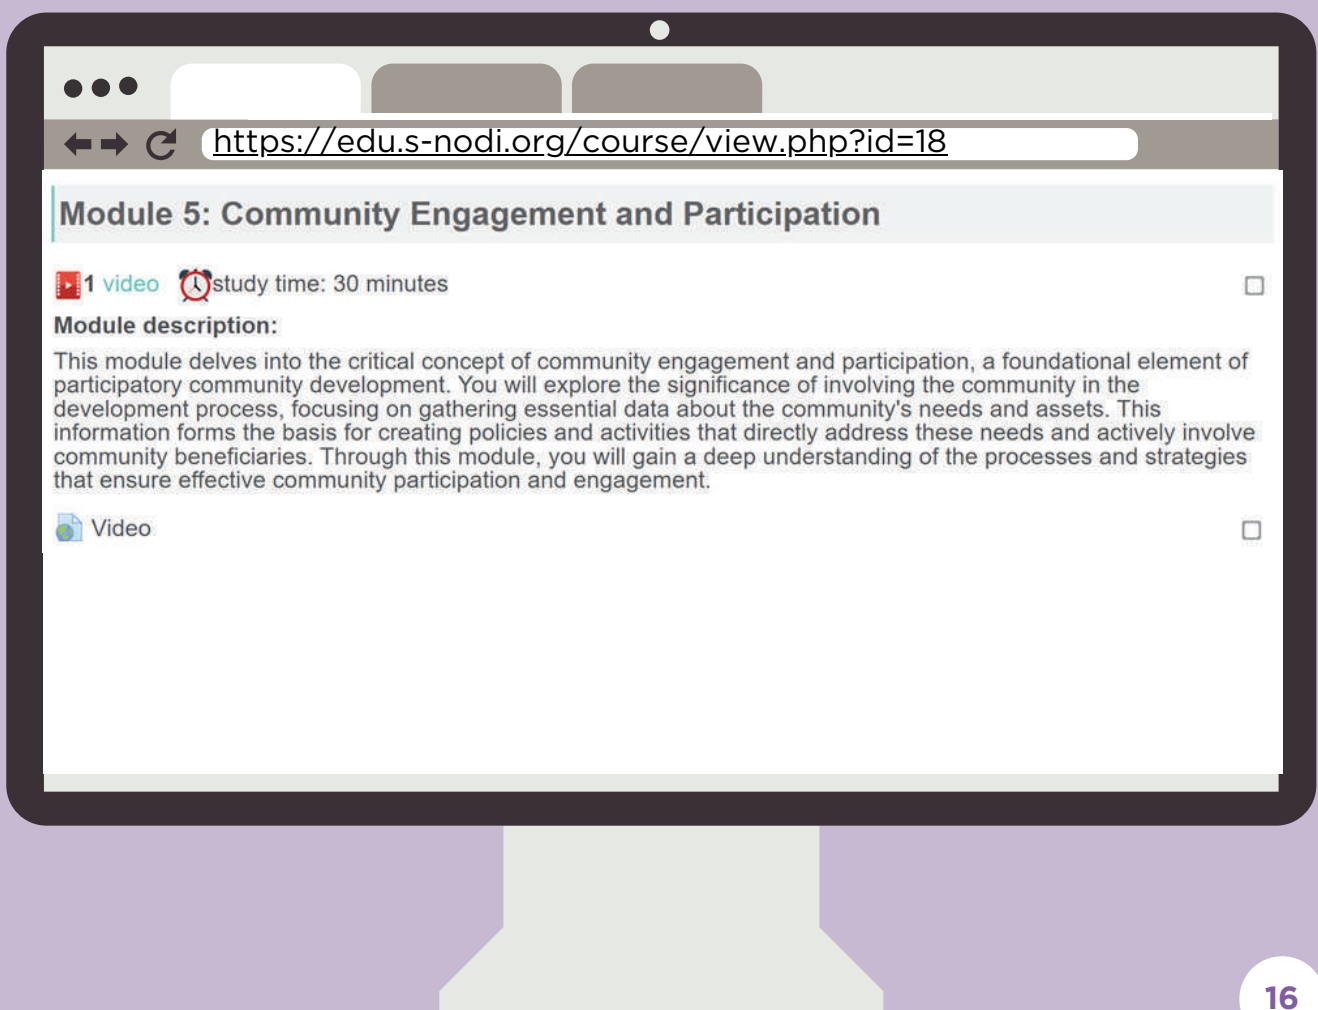 https://edu.s-nodi.org/course/view.php?id=18
Module 5: Community Engagement and Participation
1 video study time: 30 minutes
Module description:
This module delves into the critical concept of community engagement and participation, a foundational element of
participatory community development. You will explore the significance of involving the community in the
development process, focusing on gathering essential data about the community's needs and assets. This
information forms the basis for creating policies and activities that directly address these needs and actively involve
community beneficiaries. Through this module, you will gain a deep understanding of the processes and strategies
that ensure effective community participation and engagement.
Video
16